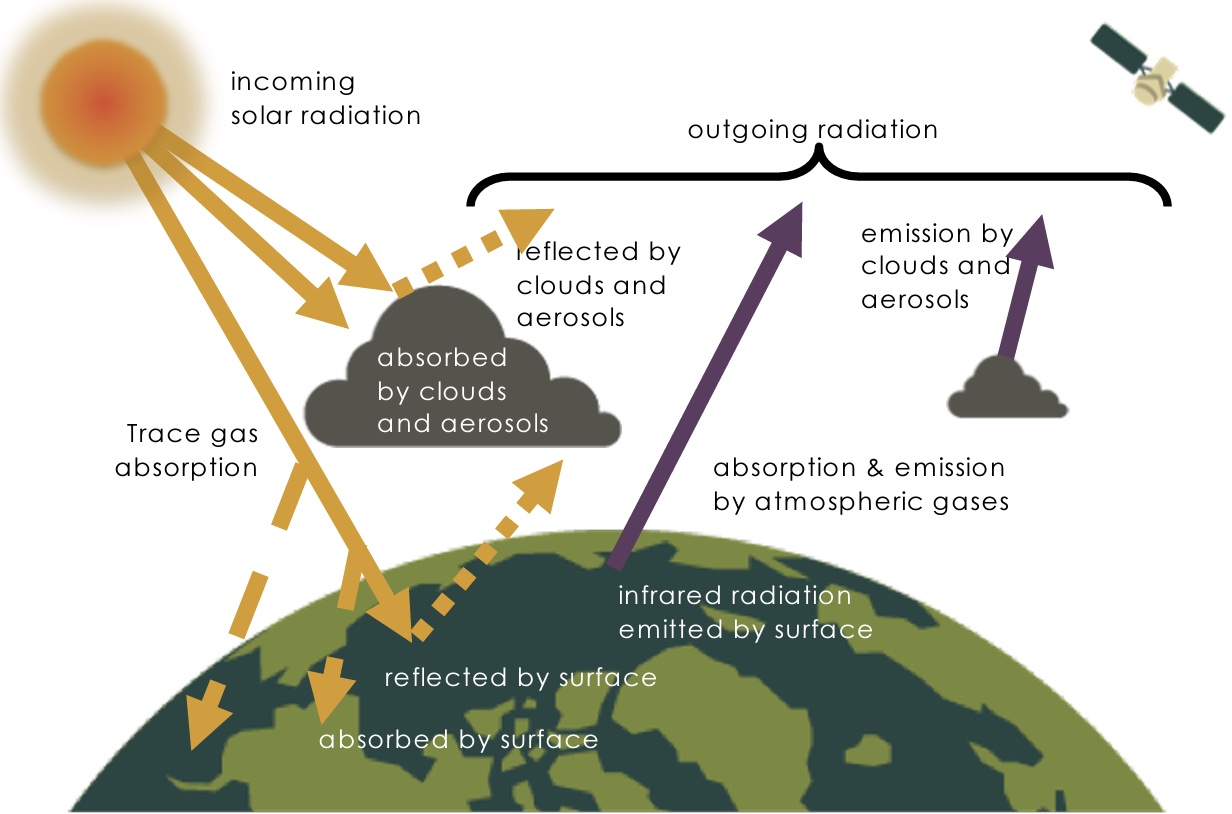 incoming
solar radiation
outgoing radiation
reflected by
clouds and
aerosols
emission by
clouds and
aerosols
absorbed
by clouds
and aerosols
Trace gas
absorption
absorption & emission
by atmospheric gases
infrared radiation
emitted by surface
reflected by surface
absorbed by surface